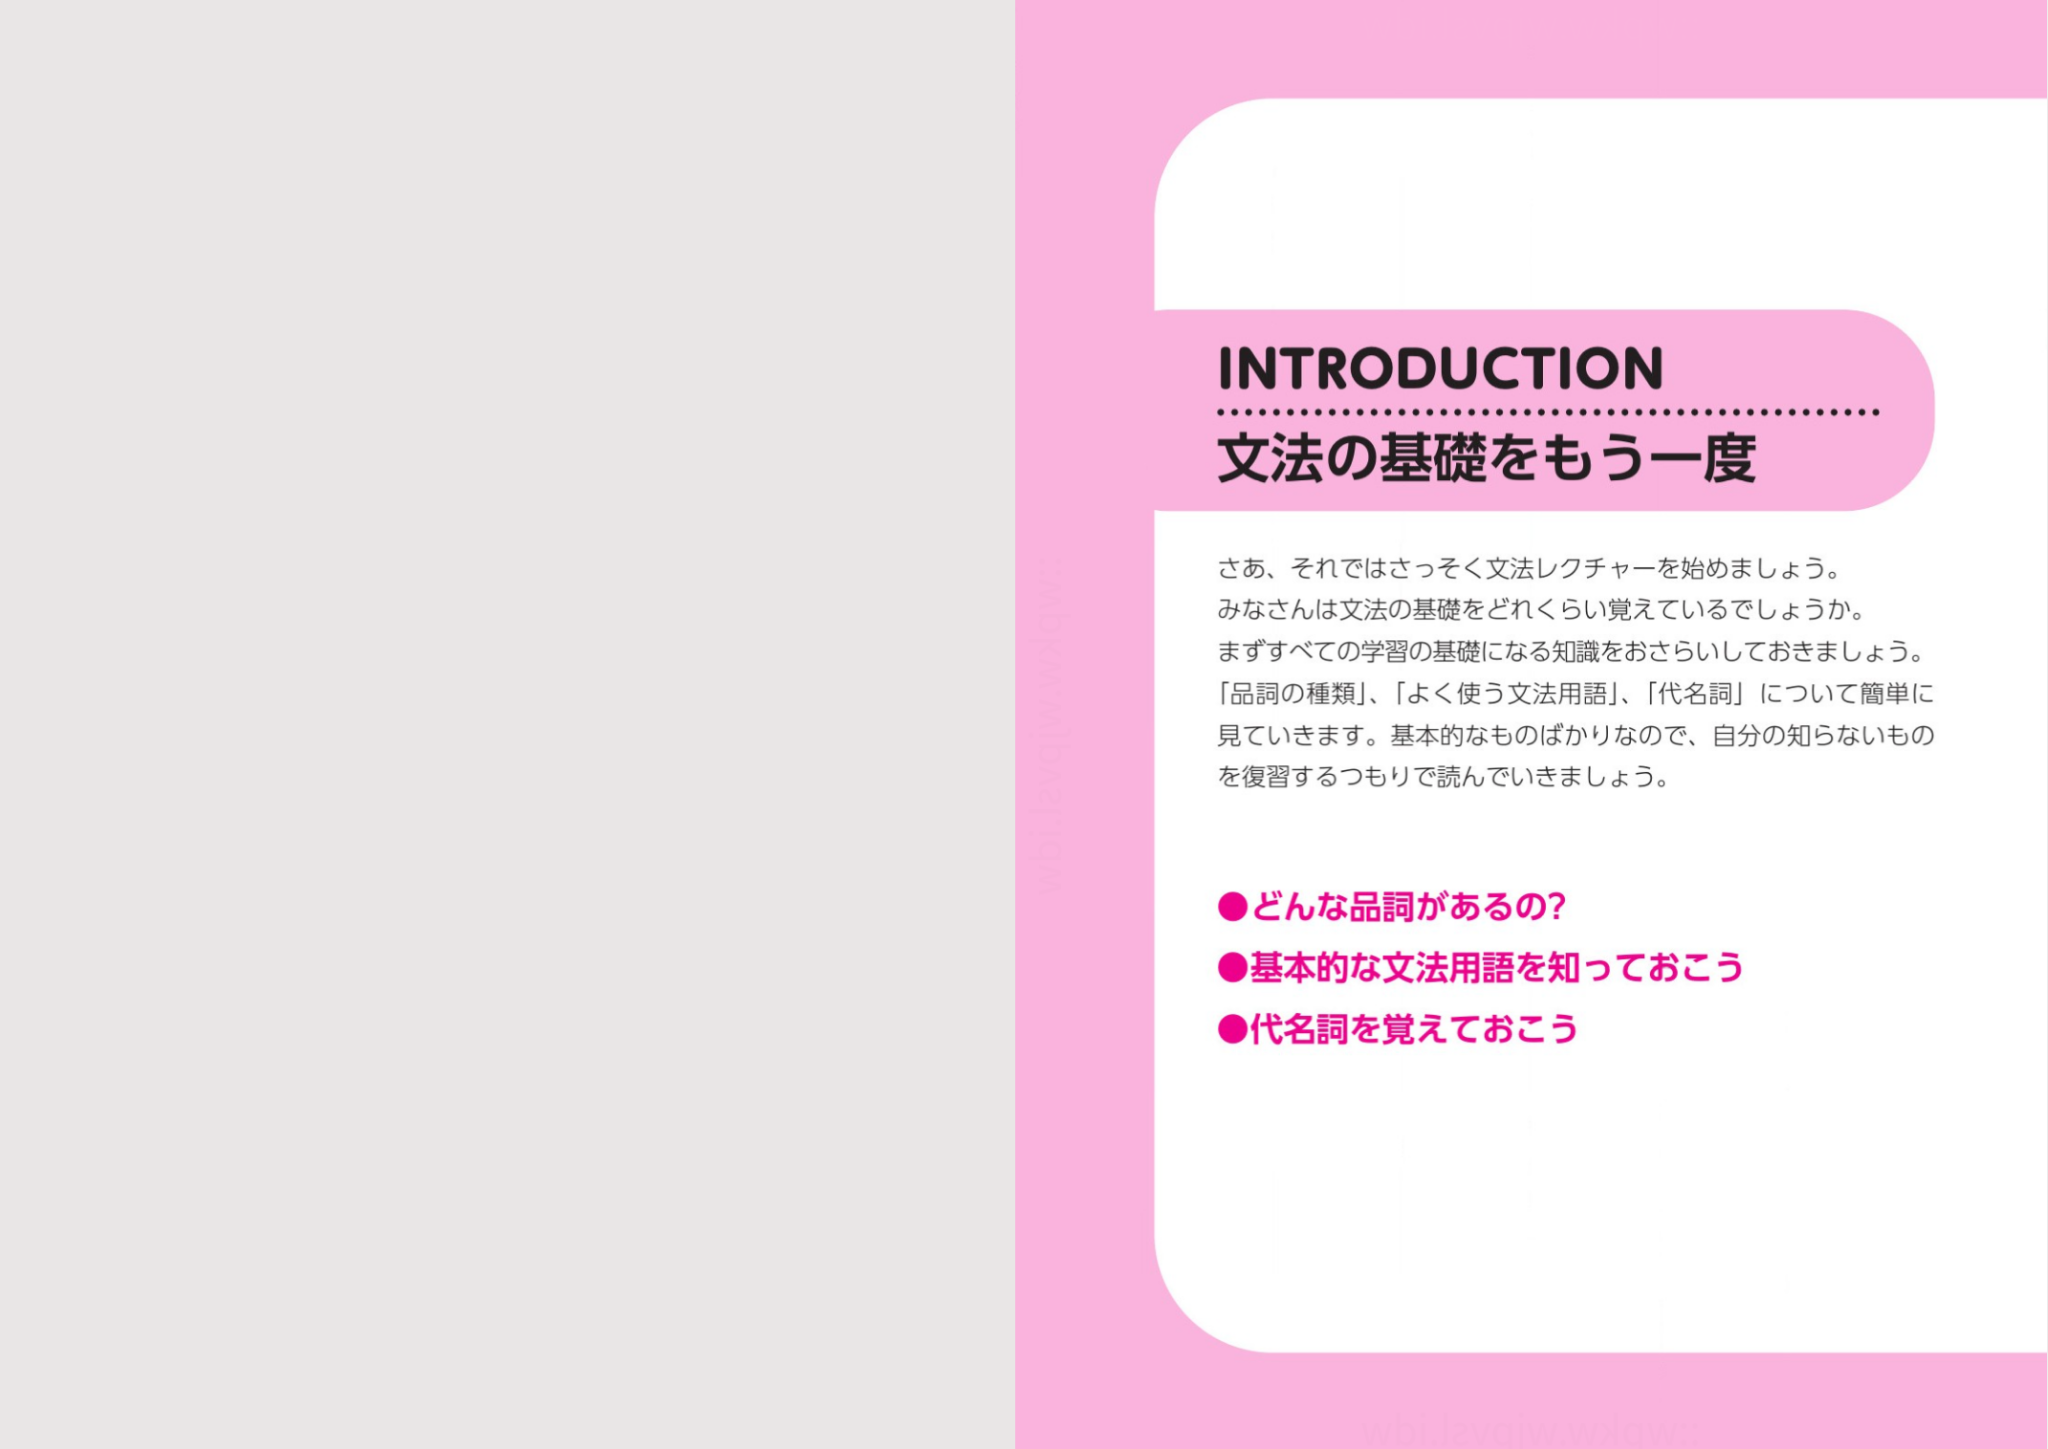 INTRODUCTION
文法の基礎をもう一度
さあ、それではさっそく文法レクチャーを始めましょう。
みなさんは文法の基礎をどれくらい覚えているでしょうか。
まずすべての学習の基礎になる知識をおさらいしておきましょう。
「品詞の種類」、「よく使う文法用語」、「代名詞」について簡単に
見ていきます。基本的なものばかりなので、自分の知らないもの
を復習するつもりで読んでいきましょう。
●どんな品詞があるの?
●基本的な文法用語を知っておこう
●代名詞を覚えておこう